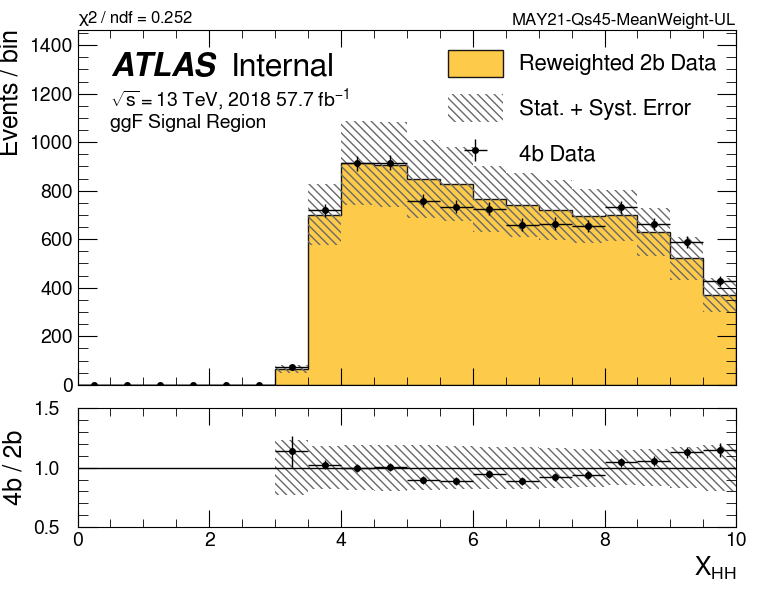 χ2 / ndf = 0.252
MAY21-Qs45-MeanWeight-UL
Events / bin
1400
1200
1000
800
600
400
200
0
ATLAS Internal
√s = 13 TeV, 2018 57.7 fb−1
ggF Signal Region
Reweighted 2b Data
Stat. + Syst. Error
4b Data
4b / 2b
1.5
1.0
0.5
0 2 4 6 8 10
XHH